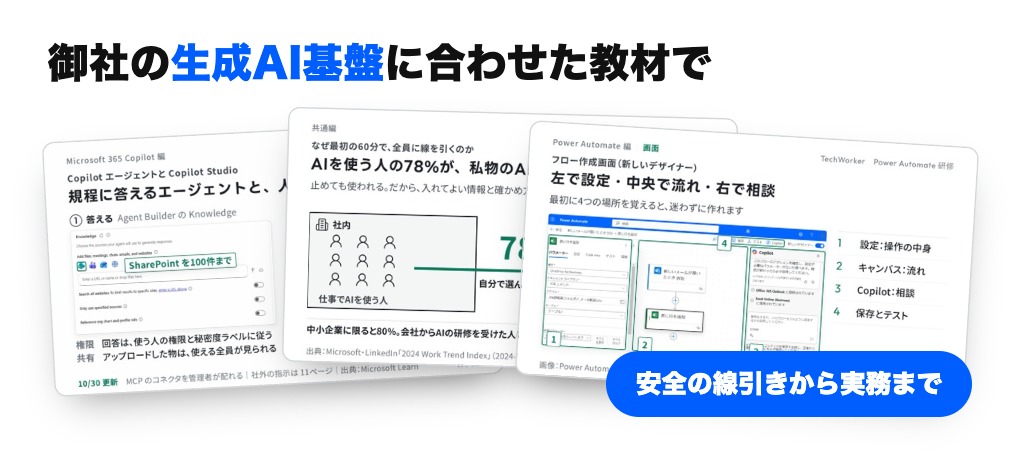 御社の生成AI基盤に合わせた教材で
Microsoft 365 Copilot 編
Copilot エージェントと Copilot Studio
規程に答えるエージェントと、人
① 答える Agent Builder の Knowledge
Knowledge
SharePoint を100件まで
Search all websites
Only use specified sources
権限 回答は、使う人の権限と秘密度ラベルに従う
共有 アップロードした物は、使える全員が見られる
10/30 更新 MCP のコネクタを管理者が配れる｜社外の指示は 11ページ｜出典：Microsoft Learn
共通編
なぜ最初の60分で、全員に線を引くのか
AIを使う人の78%が、私物のA
止めても使われる。だから、入れてよい情報と確かめ
社内
仕事でAIを使う人
78
自分で選ん
中小企業に限ると80%。会社からAIの研修を受けた人
出典：Microsoft・LinkedIn「2024 Work Trend Index」（2024-
Power Automate 編 画面
TechWorker Power Automate 研修
フロー作成画面（新しいデザイナー）
左で設定・中央で流れ・右で相談
最初に4つの場所を覚えると、迷わずに作れます
Power Automate
Copilot
4
1
2
1 設定：操作の中身
2 キャンバス：流れ
3 Copilot：相談
4 保存とテスト
画像：Power Autom
安全の線引きから実務まで